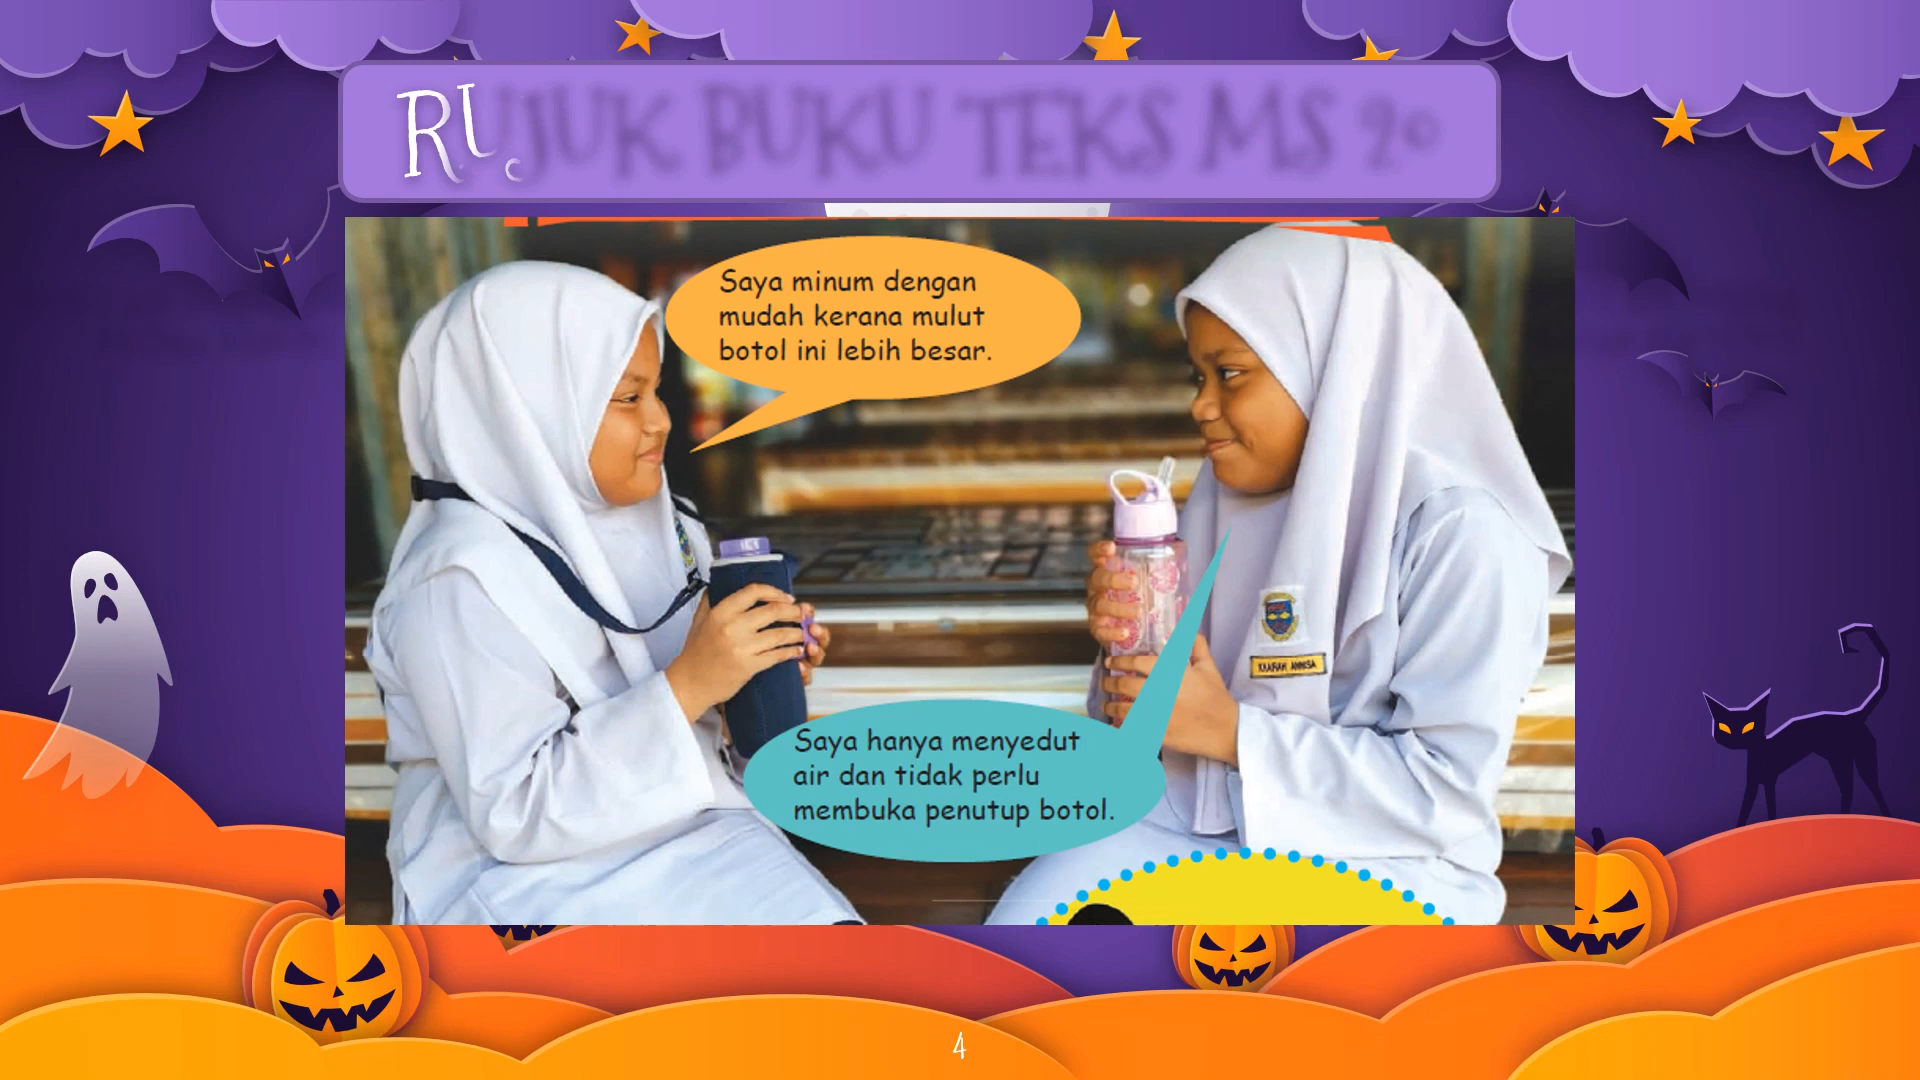 RUJUK BUKU TEKS MS 20
Saya minum dengan
mudah kerana mulut
botol ini lebih besar.
Saya hanya menyedut
air dan tidak perlu
membuka penutup botol.
4